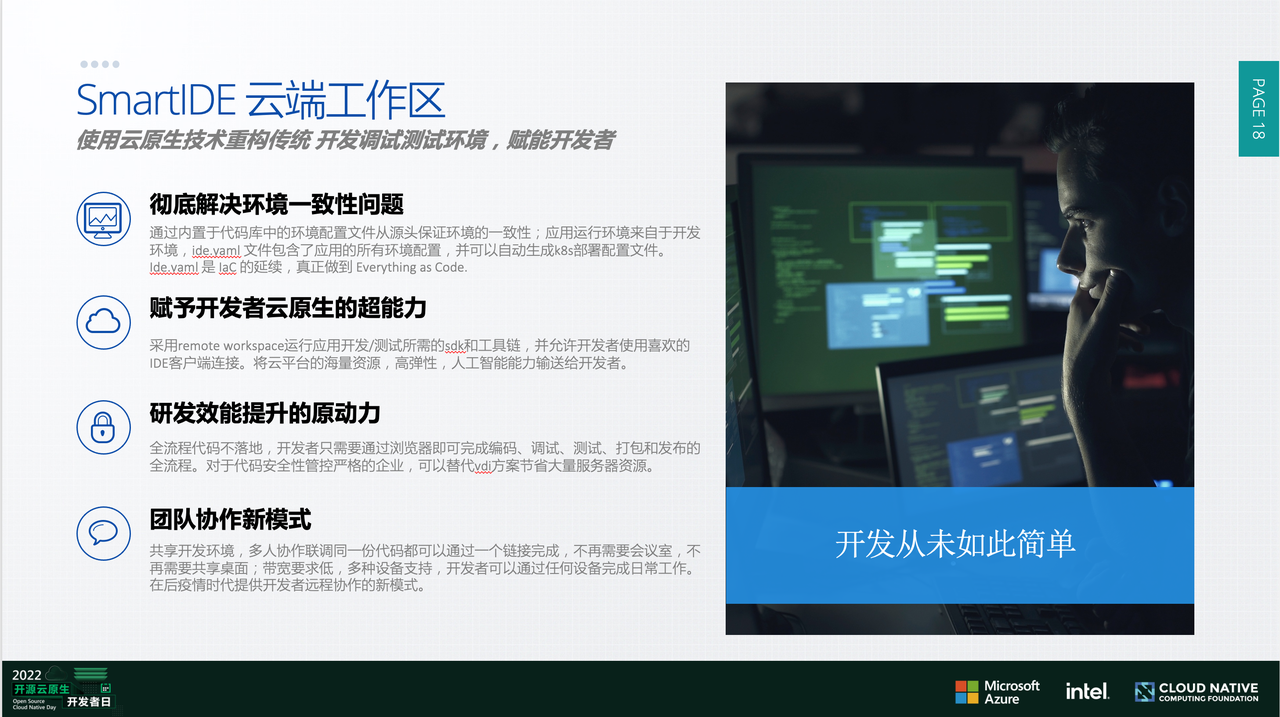 SmartIDE 云端工作区
使用云原生技术重构传统 开发调试测试环境，赋能开发者
彻底解决环境一致性问题
通过内置于代码库中的环境配置文件从源头保证环境的一致性；应用运行环境来自于开发
环境，ide.yaml 文件包含了应用的所有环境配置，并可以自动生成k8s部署配置文件。
Ide.yaml 是 IaC 的延续，真正做到 Everything as Code.
赋予开发者云原生的超能力
采用remote workspace运行应用开发/测试所需的sdk和工具链，并允许开发者使用喜欢的
IDE客户端连接。将云平台的海量资源，高弹性，人工智能能力输送给开发者。
研发效能提升的原动力
全流程代码不落地，开发者只需要通过浏览器即可完成编码、调试、测试、打包和发布的
全流程。对于代码安全性管控严格的企业，可以替代vdi方案节省大量服务器资源。
团队协作新模式
共享开发环境，多人协作联调同一份代码都可以通过一个链接完成，不再需要会议室，不
再需要共享桌面；带宽要求低，多种设备支持，开发者可以通过任何设备完成日常工作。
在后疫情时代提供开发者远程协作的新模式。
开发从未如此简单
PAGE 18
2022
开源云原生
Open Source
Cloud Native Day
开发者日
Microsoft
Azure
intel.
CLOUD NATIVE
COMPUTING FOUNDATION